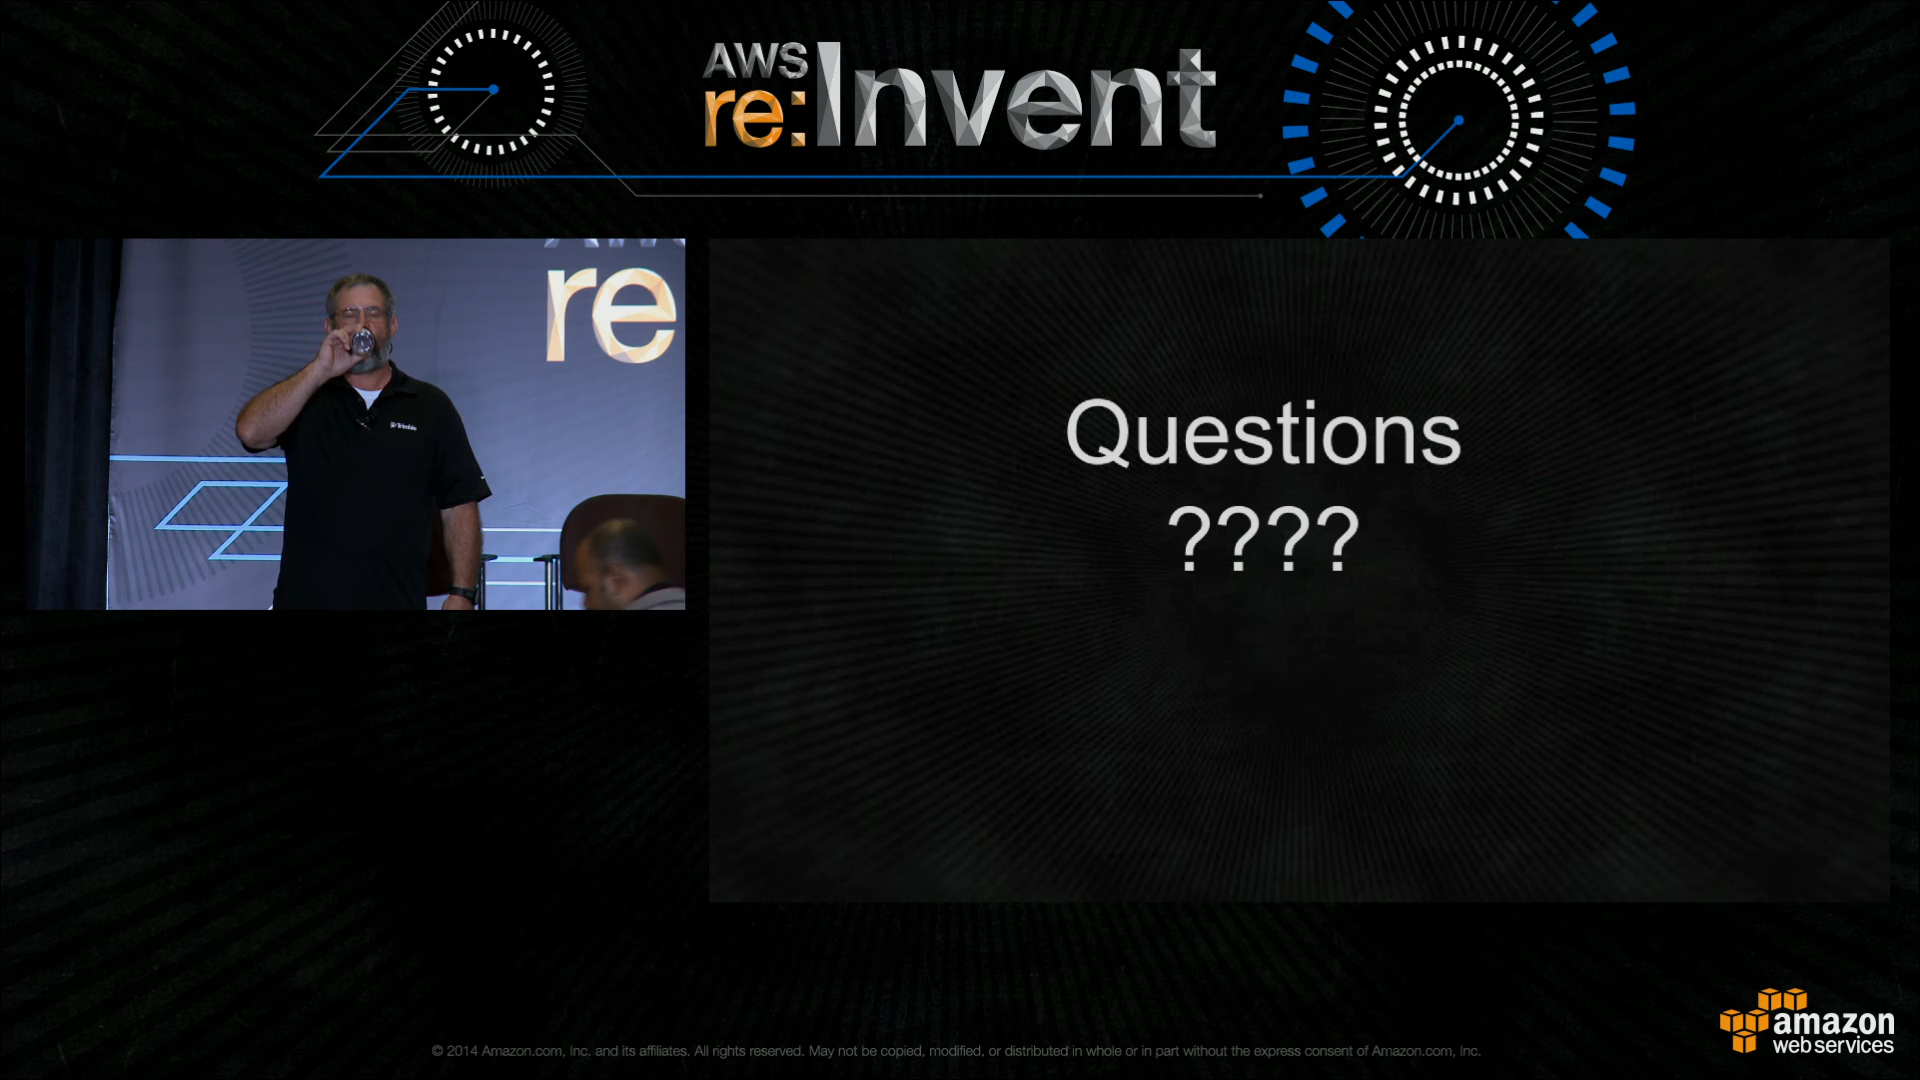 AWS
re:Invent
re
Trimble
Questions
????
amazon
web services
© 2014 Amazon.com, Inc. and its affiliates. All rights reserved. May not be copied, modified, or distributed in whole or in part without the express consent of Amazon.com, Inc.